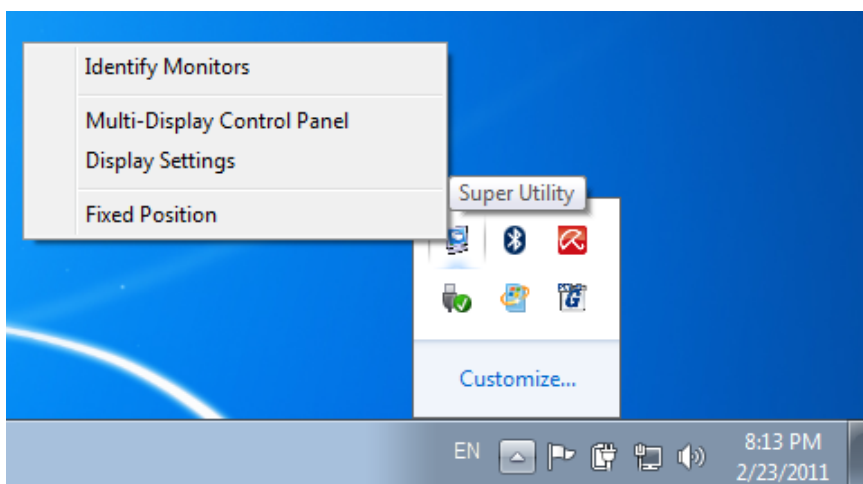 Identify Monitors
Multi-Display Control Panel
Display Settings
Fixed Position
Super Utility
Customize...
EN
8:13 PM
2/23/2011